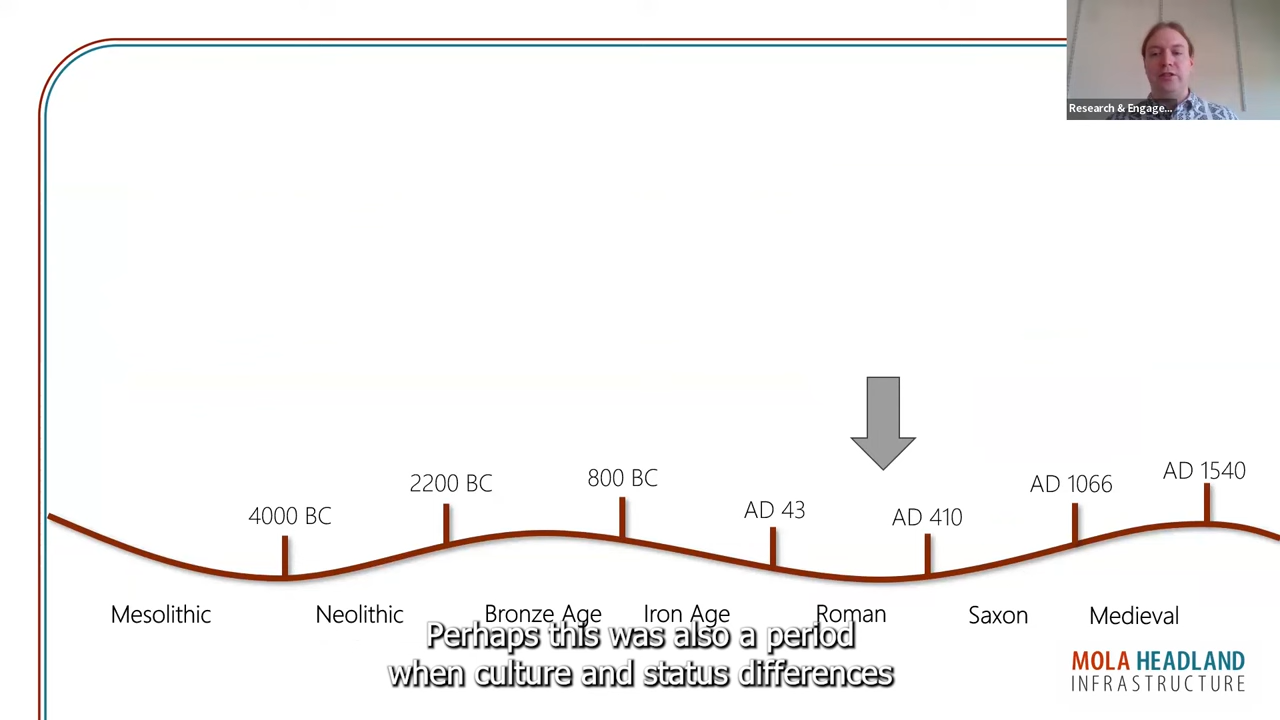 Research & Engage...
4000 BC
2200 BC
800 BC
AD 43
AD 410
AD 1066
AD 1540
Mesolithic
Neolithic
Bronze Age
Iron Age
Roman
Saxon
Medieval
Perhaps this was also a period
when culture and status differences
MOLA HEADLAND
INFRASTRUCTURE